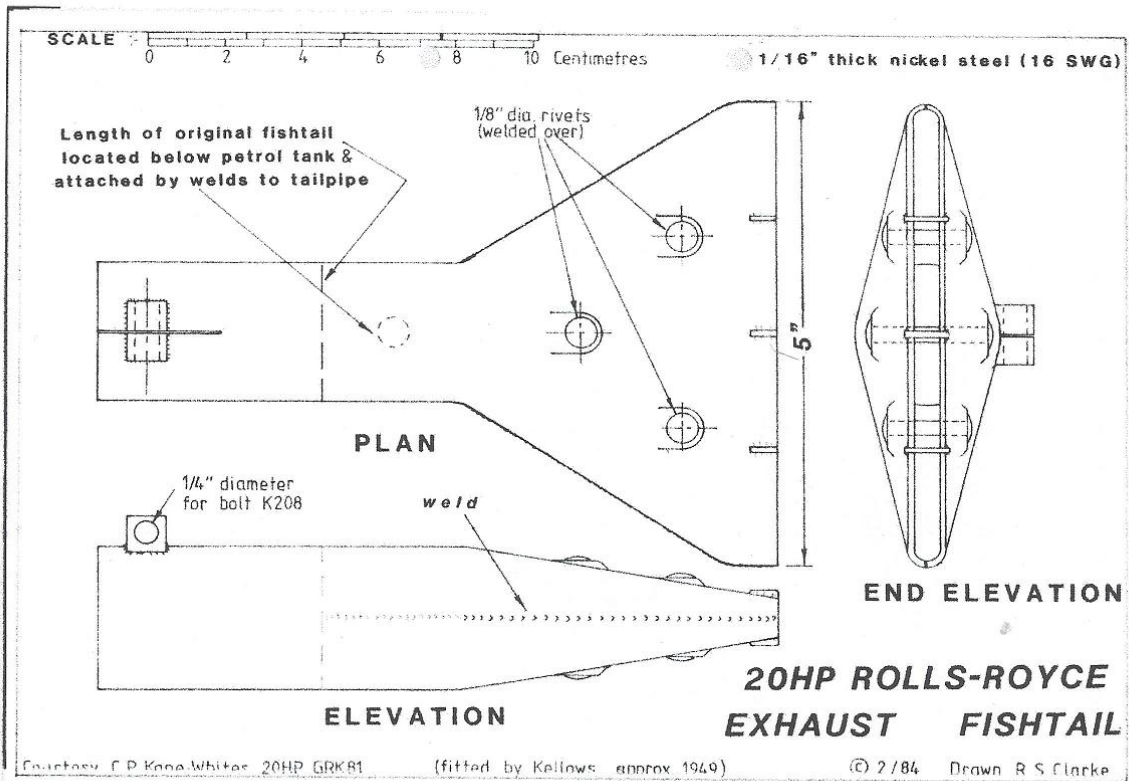 SCALE :-
0 2 4 6 8 10 Centimetres
1/16" thick nickel steel (16 SWG)
Length of original fishtail
located below petrol tank &
attached by welds to tailpipe
1/8" dia. rivets
(welded over)
5"
PLAN
1/4" diameter
for bolt K208
weld
END ELEVATION
ELEVATION
20HP ROLLS-ROYCE
EXHAUST FISHTAIL
Courtesy C.P. Kane-Whites 20HP GRK81 (fitted by Kellows approx 1949) © 2/84 Drawn R.S. Clarke